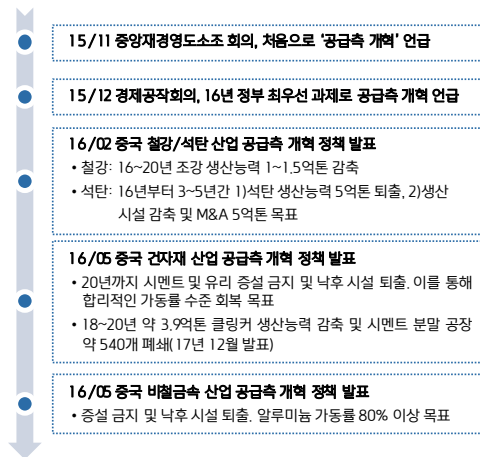 15/11 중앙재경영도소조 회의, 처음으로 '공급측 개혁' 언급
15/12 경제공작회의, 16년 정부 최우선 과제로 공급측 개혁 언급
16/02 중국 철강/석탄 산업 공급측 개혁 정책 발표
• 철강: 16~20년 조강 생산능력 1~1.5억톤 감축
• 석탄: 16년부터 3~5년간 1)석탄 생산능력 5억톤 퇴출, 2)생산
시설 감축 및 M&A 5억톤 목표
16/05 중국 건자재 산업 공급측 개혁 정책 발표
• 20년까지 시멘트 및 유리 증설 금지 및 낙후 시설 퇴출. 이를 통해
합리적인 가동률 수준 회복 목표
• 18~20년 약 3.9억톤 클링커 생산능력 감축 및 시멘트 분말 공장
약 540개 폐쇄(17년 12월 발표)
16/05 중국 비철금속 산업 공급측 개혁 정책 발표
• 증설 금지 및 낙후 시설 퇴출. 알루미늄 가동률 80% 이상 목표